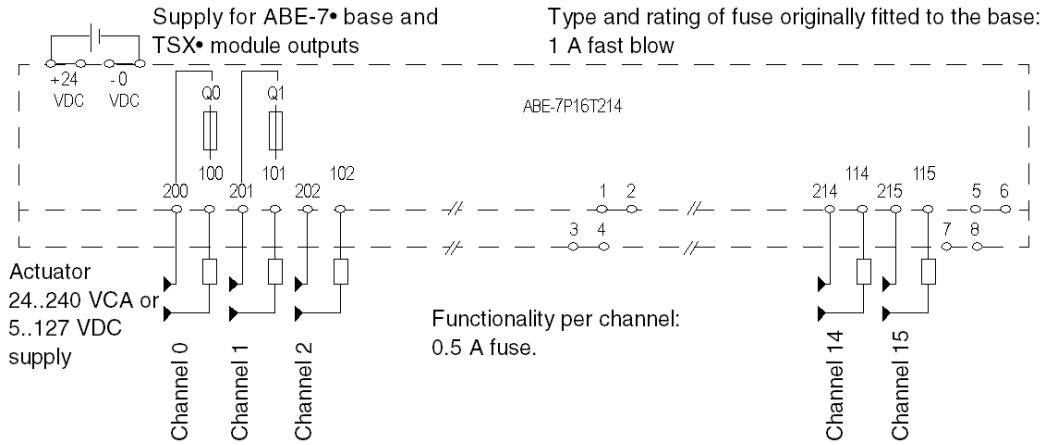 Supply for ABE-7• base and
TSX• module outputs
Type and rating of fuse originally fitted to the base:
1 A fast blow
+24
VDC
- 0
VDC
Q0
Q1
ABE-7P16T214
100
101
102
200
201
202
1
2
114
115
214
215
5
6
3
4
7
8
Actuator
24..240 VCA or
5..127 VDC
supply
Functionality per channel:
0.5 A fuse.
Channel 0
Channel 1
Channel 2
Channel 14
Channel 15